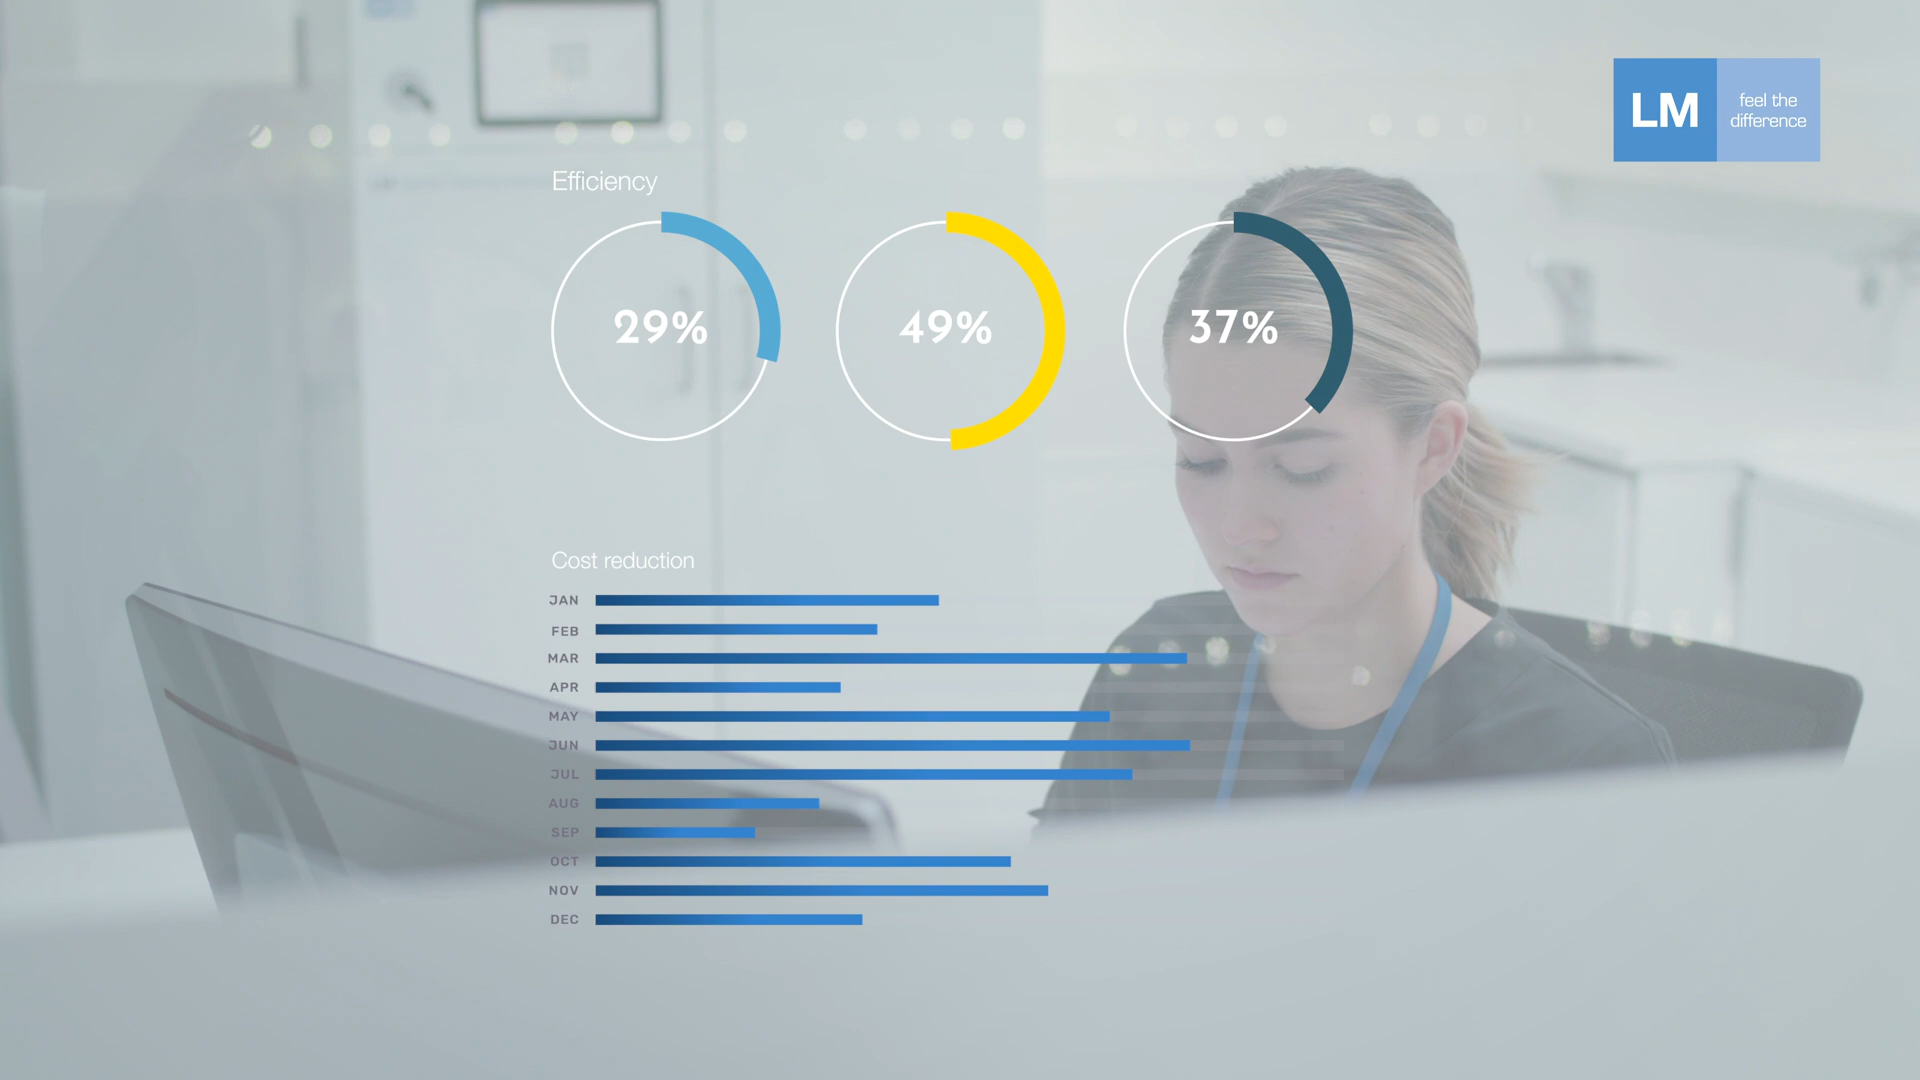 LM
feel the
difference
Efficiency
29%
49%
37%
Cost reduction
JAN
FEB
MAR
APR
MAY
JUN
JUL
AUG
SEP
OCT
NOV
DEC